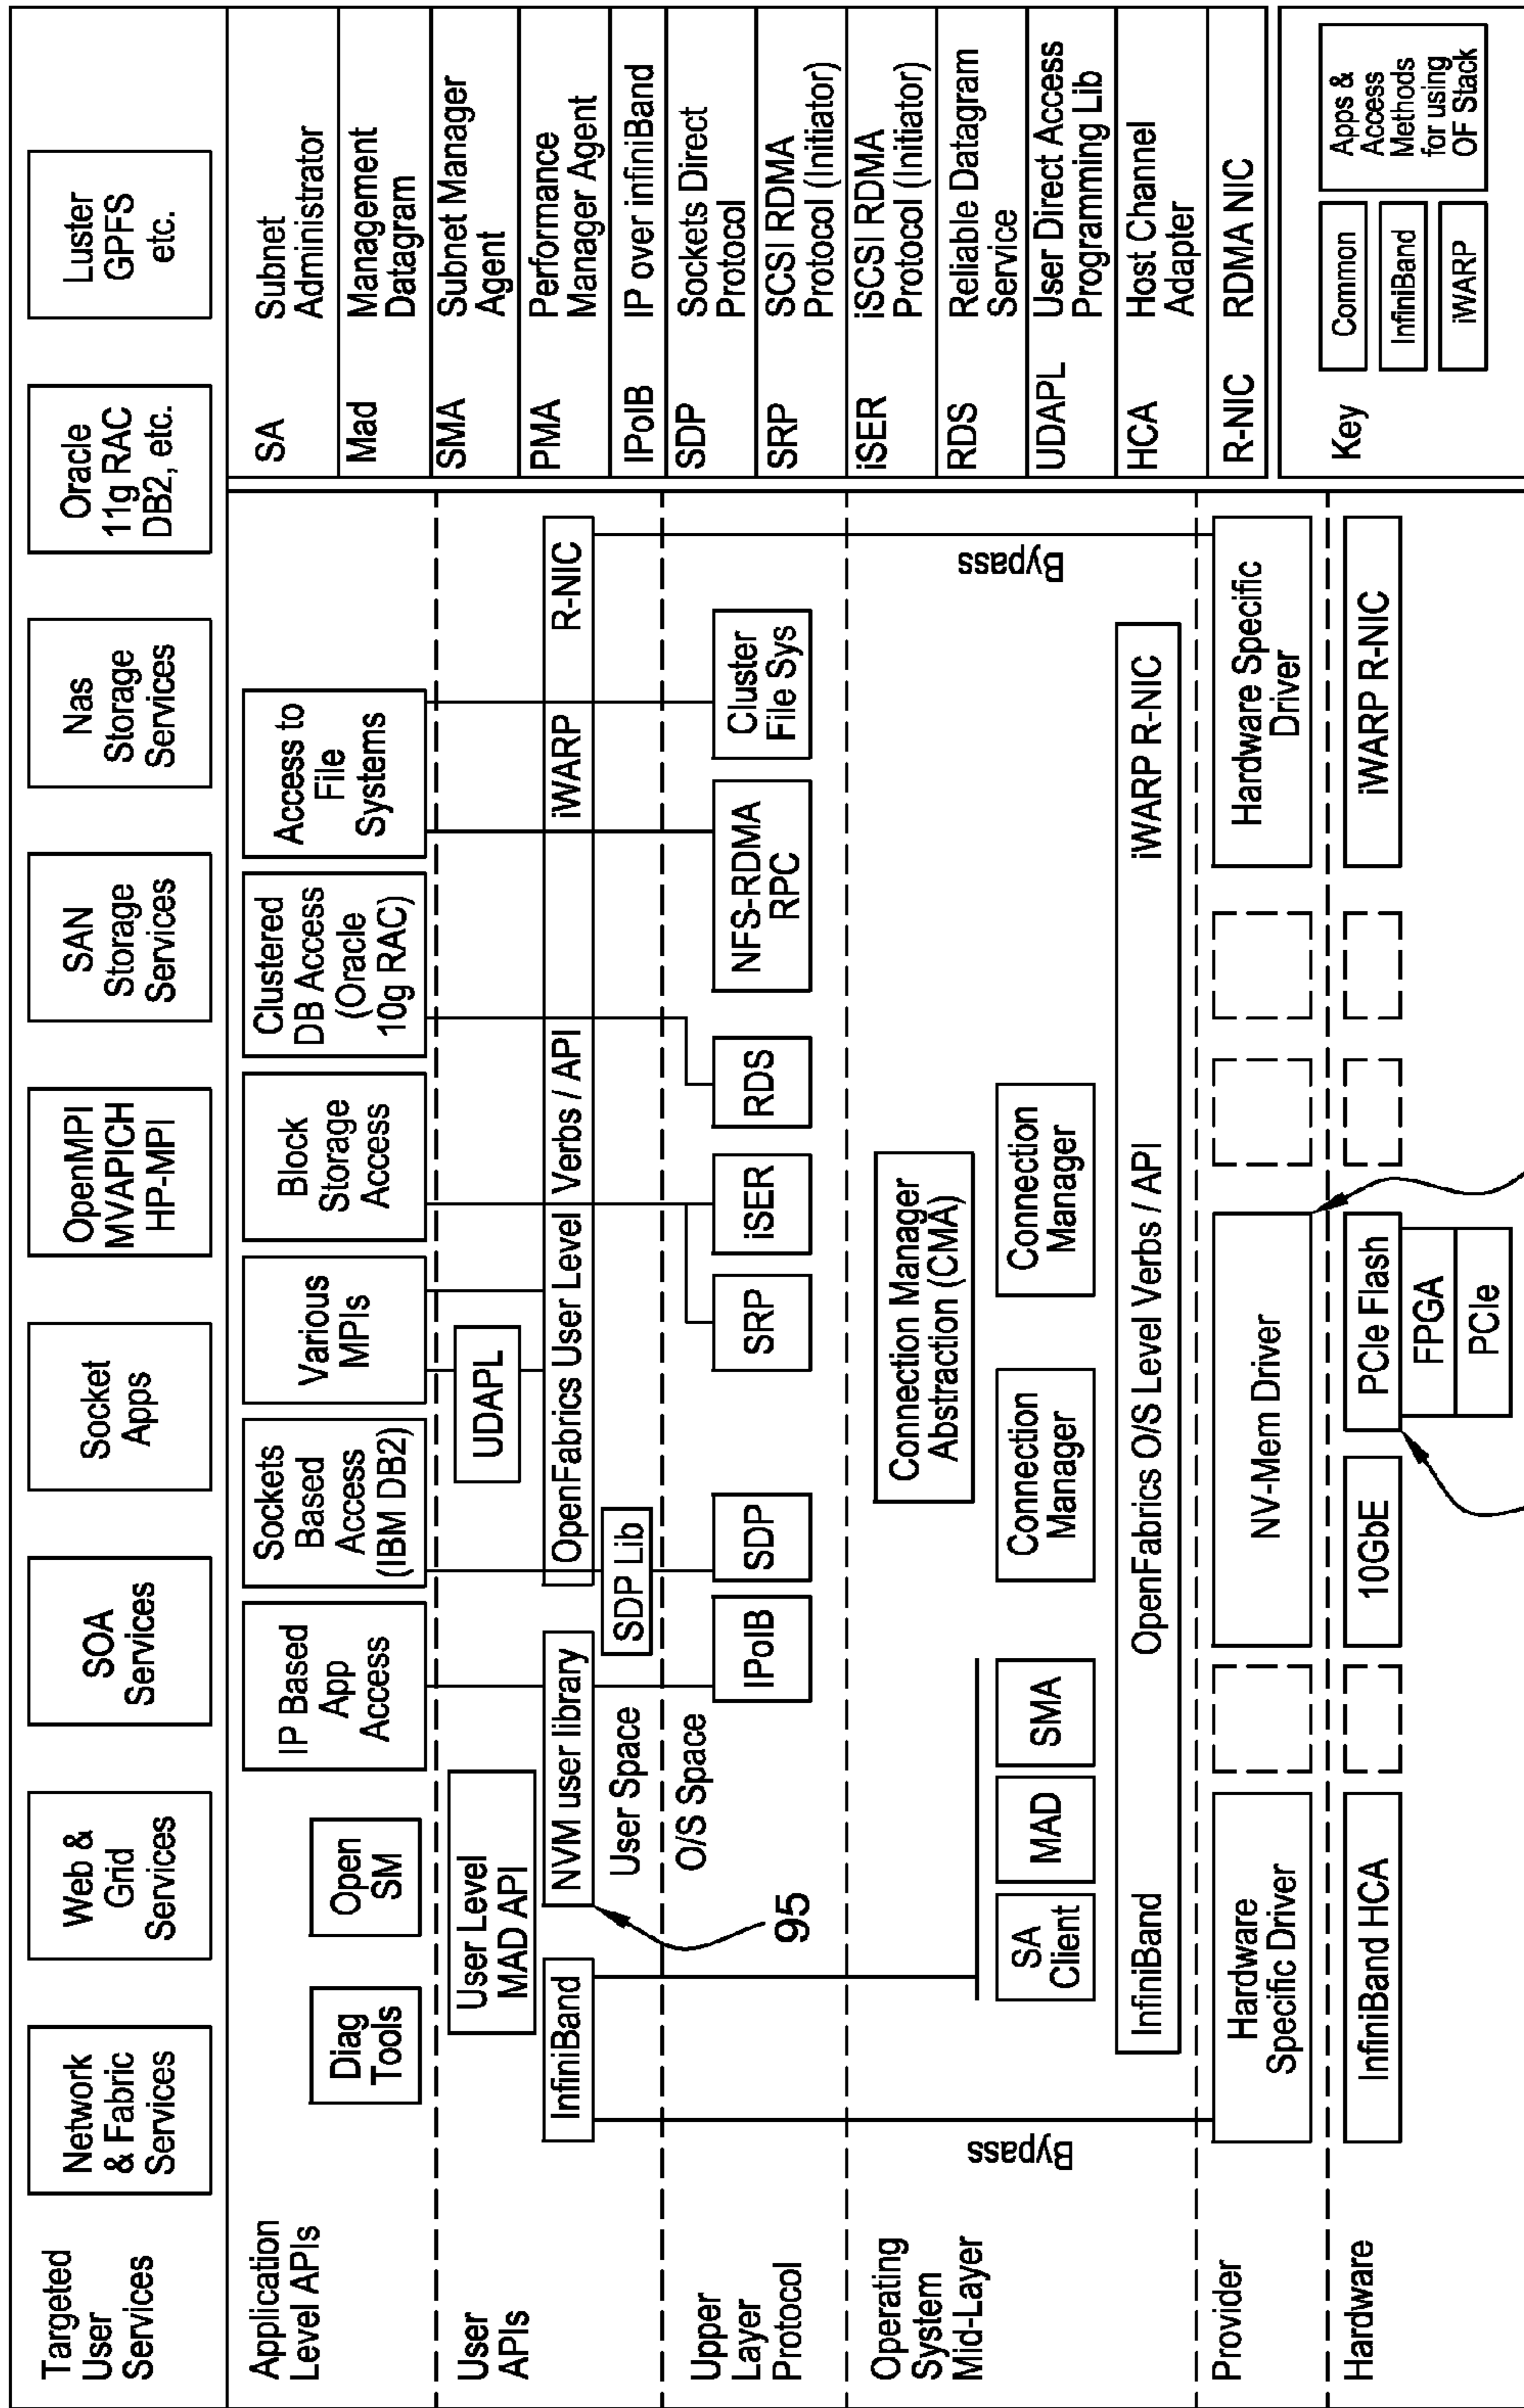 Targeted
User
Services
Network
& Fabric
Services
Web &
Grid
Services
SOA
Services
Socket
Apps
OpenMPI
MVAPICH
HP-MPI
SAN
Storage
Services
Nas
Storage
Services
Oracle
11g RAC
DB2, etc.
Luster
GPFS
etc.
Application
Level APIs
Diag
Tools
Open
SM
IP Based
App
Access
Sockets
Based
Access
(IBM DB2)
Various
MPIs
Block
Storage
Access
Clustered
DB Access
(Oracle
10g RAC)
Access to
File
Systems
User
APIs
User Level
MAD API
UDAPL
InfiniBand
NVM user library
OpenFabrics User Level Verbs / API
iWARP
R-NIC
SDP Lib
User Space
O/S Space
95
Upper
Layer
Protocol
IPoIB
SDP
SRP
iSER
RDS
NFS-RDMA
RPC
Cluster
File Sys
Operating
System
Mid-Layer
Bypass
Connection Manager
Abstraction (CMA)
Bypass
SA
Client
MAD
SMA
Connection
Manager
Connection
Manager
InfiniBand
OpenFabrics O/S Level Verbs / API
iWARP R-NIC
Provider
Hardware
Specific Driver
NV-Mem Driver
Hardware Specific
Driver
Hardware
InfiniBand HCA
10GbE
PCIe Flash
FPGA
PCIe
iWARP R-NIC
SA Subnet
Administrator
Mad Management
Datagram
SMA Subnet Manager
Agent
PMA Performance
Manager Agent
IPoIB IP over infiniBand
SDP Sockets Direct
Protocol
SRP SCSI RDMA
Protocol (Initiator)
iSER iSCSI RDMA
Protocol (Initiator)
RDS Reliable Datagram
Service
UDAPL User Direct Access
Programming Lib
HCA Host Channel
Adapter
R-NIC RDMA NIC
Key
Common
InfiniBand
iWARP
Apps &
Access
Methods
for using
OF Stack